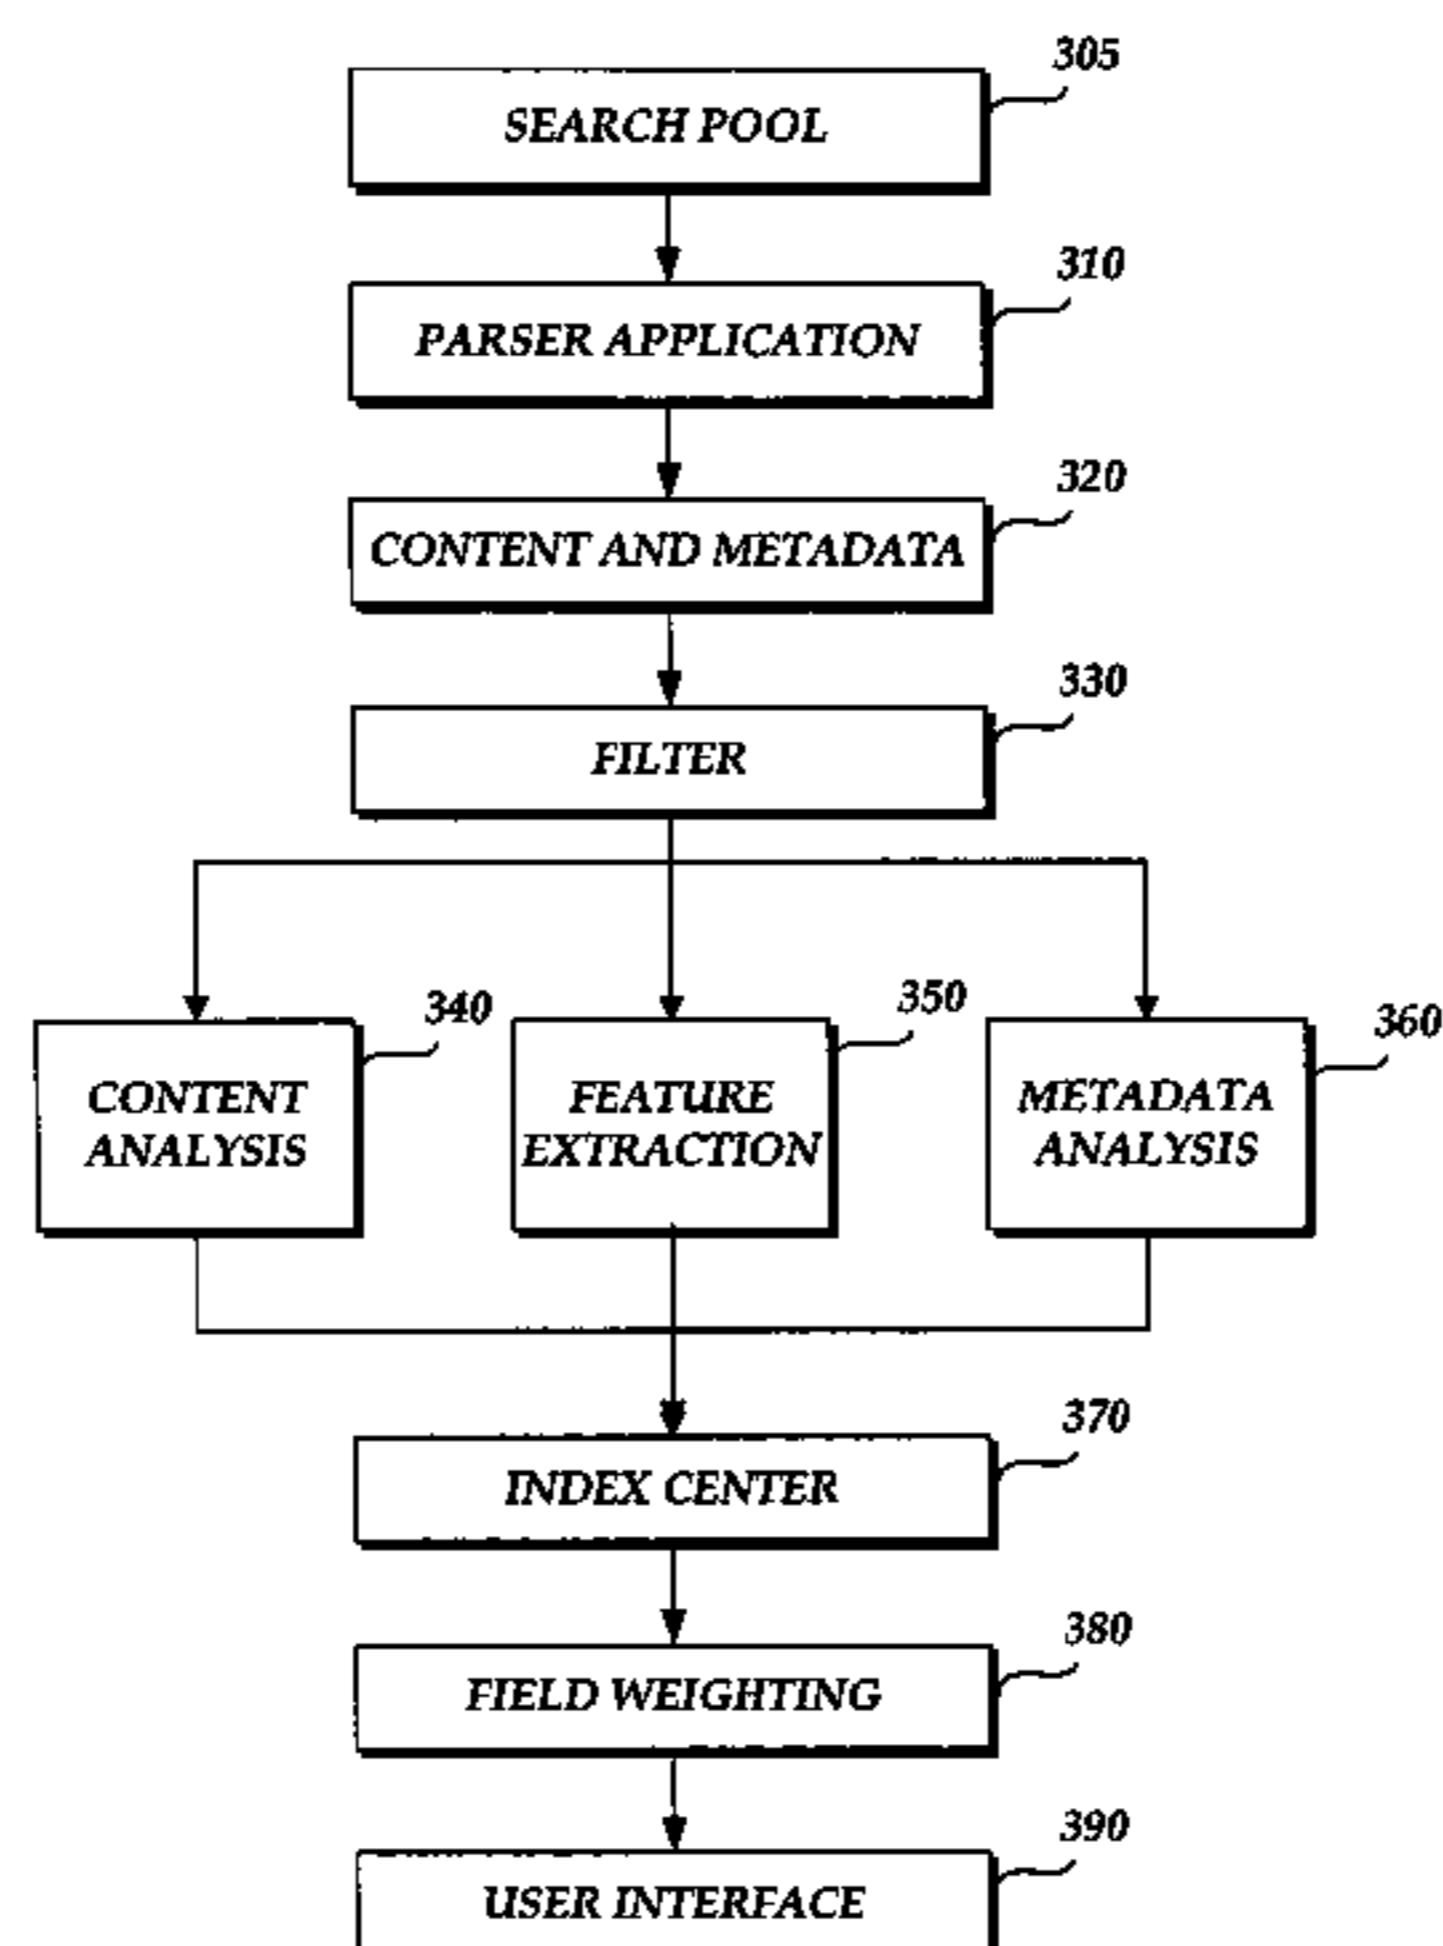 305
SEARCH POOL
310
PARSER APPLICATION
320
CONTENT AND METADATA
330
FILTER
340
CONTENT
ANALYSIS
350
FEATURE
EXTRACTION
360
METADATA
ANALYSIS
370
INDEX CENTER
380
FIELD WEIGHTING
390
USER INTERFACE